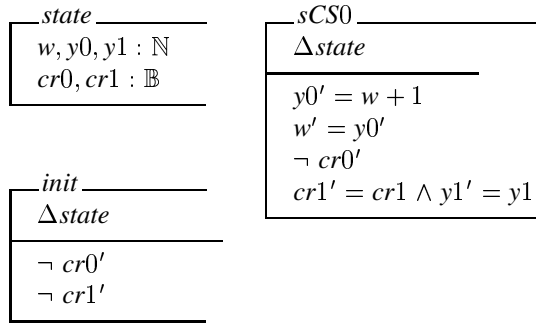 state
w, y0, y1 : ℕ
cr0, cr1 : 𝔹
init
Δstate
¬ cr0′
¬ cr1′
sCS0
Δstate
y0′ = w + 1
w′ = y0′
¬ cr0′
cr1′ = cr1 ∧ y1′ = y1